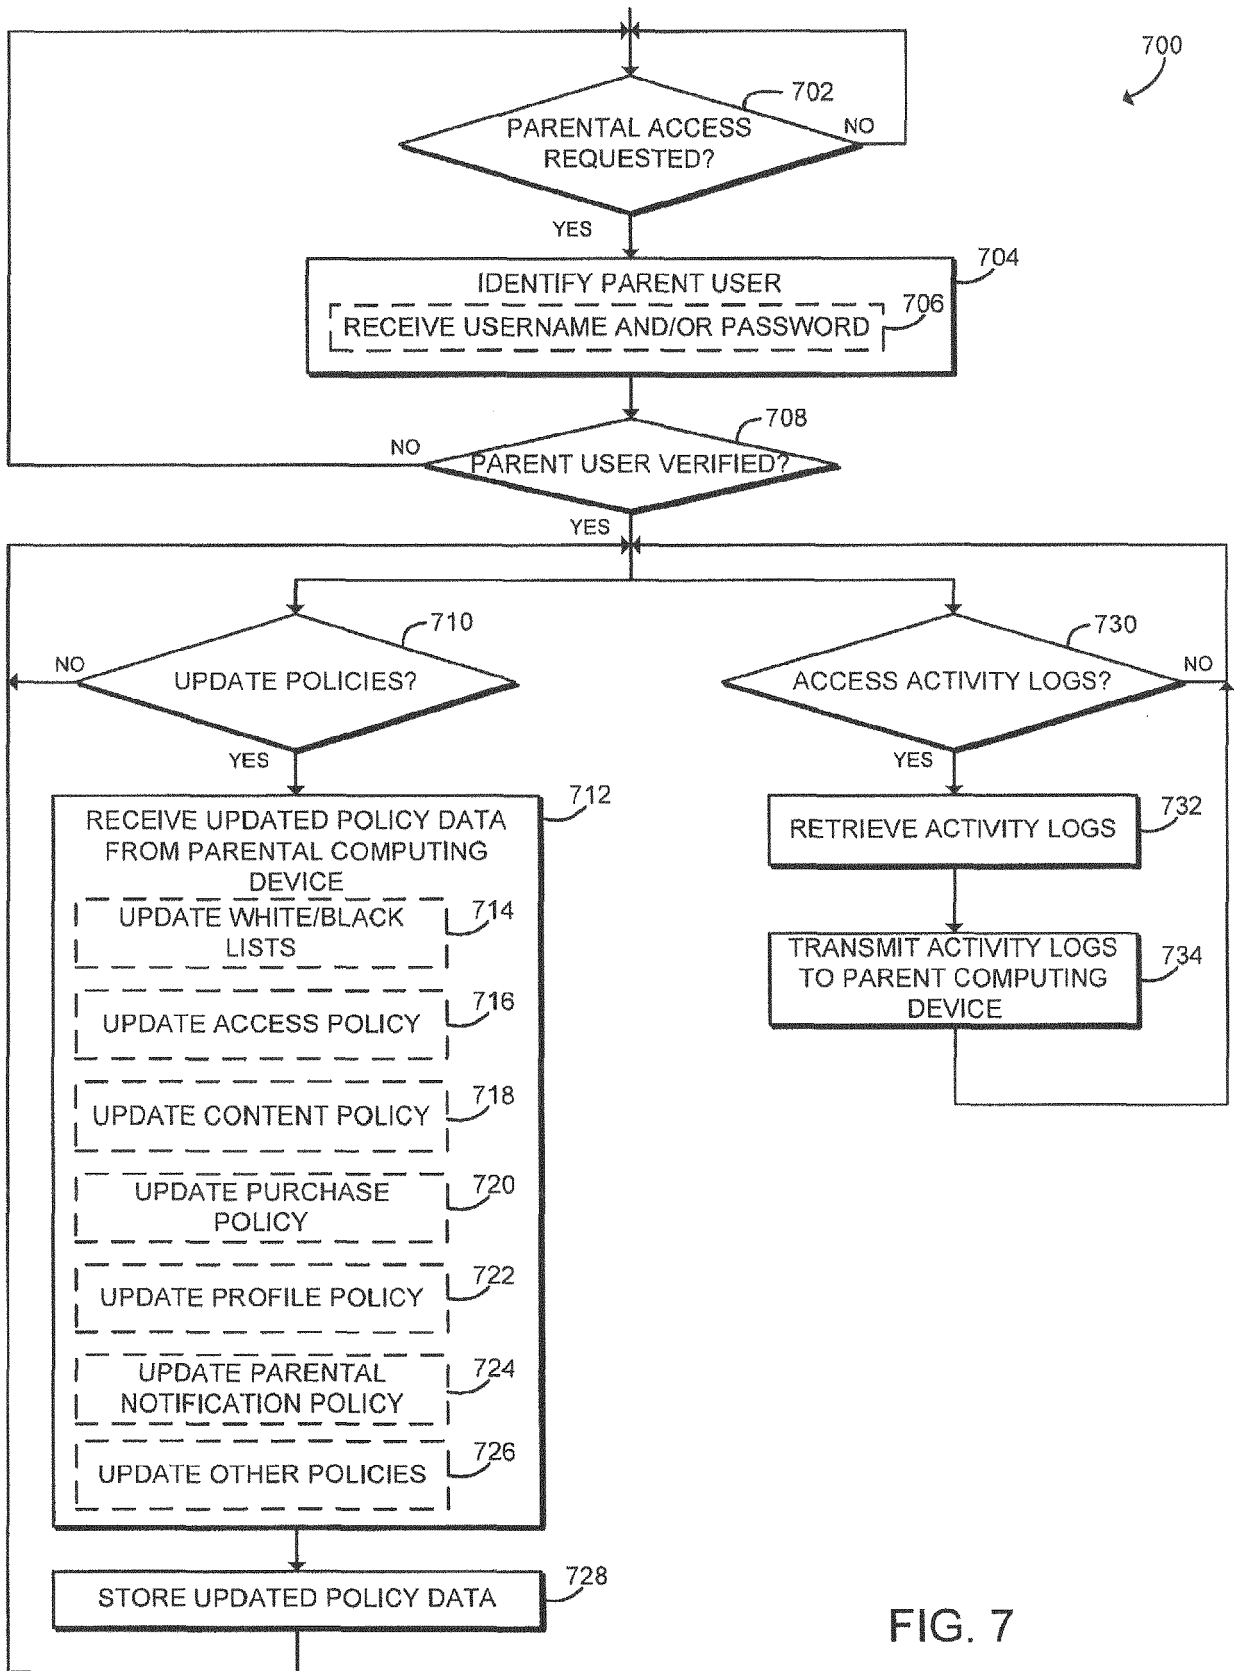 700
702
PARENTAL ACCESS
REQUESTED?
NO
YES
704
IDENTIFY PARENT USER
706
RECEIVE USERNAME AND/OR PASSWORD
708
NO
PARENT USER VERIFIED?
YES
710
NO
UPDATE POLICIES?
YES
730
ACCESS ACTIVITY LOGS?
NO
YES
712
RECEIVE UPDATED POLICY DATA
FROM PARENTAL COMPUTING
DEVICE
714
UPDATE WHITE/BLACK
LISTS
716
UPDATE ACCESS POLICY
718
UPDATE CONTENT POLICY
720
UPDATE PURCHASE
POLICY
722
UPDATE PROFILE POLICY
724
UPDATE PARENTAL
NOTIFICATION POLICY
726
UPDATE OTHER POLICIES
728
STORE UPDATED POLICY DATA
732
RETRIEVE ACTIVITY LOGS
734
TRANSMIT ACTIVITY LOGS
TO PARENT COMPUTING
DEVICE
FIG. 7